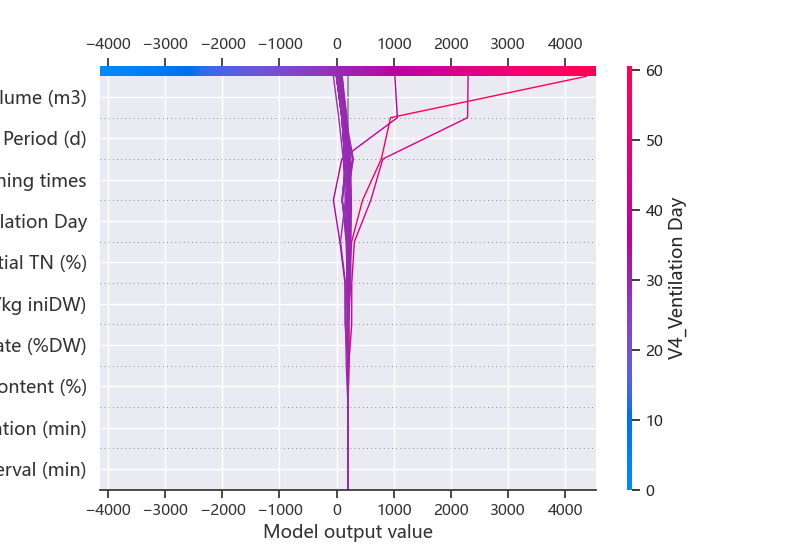 −4000 −3000 −2000 −1000 0 1000 2000 3000 4000
lume (m3)
Period (d)
ning times
lation Day
tial TN (%)
/kg iniDW)
ate (%DW)
ontent (%)
ation (min)
erval (min)
−4000 −3000 −2000 −1000 0 1000 2000 3000 4000
Model output value
60
50
40
30
20
10
0
V4_Ventilation Day